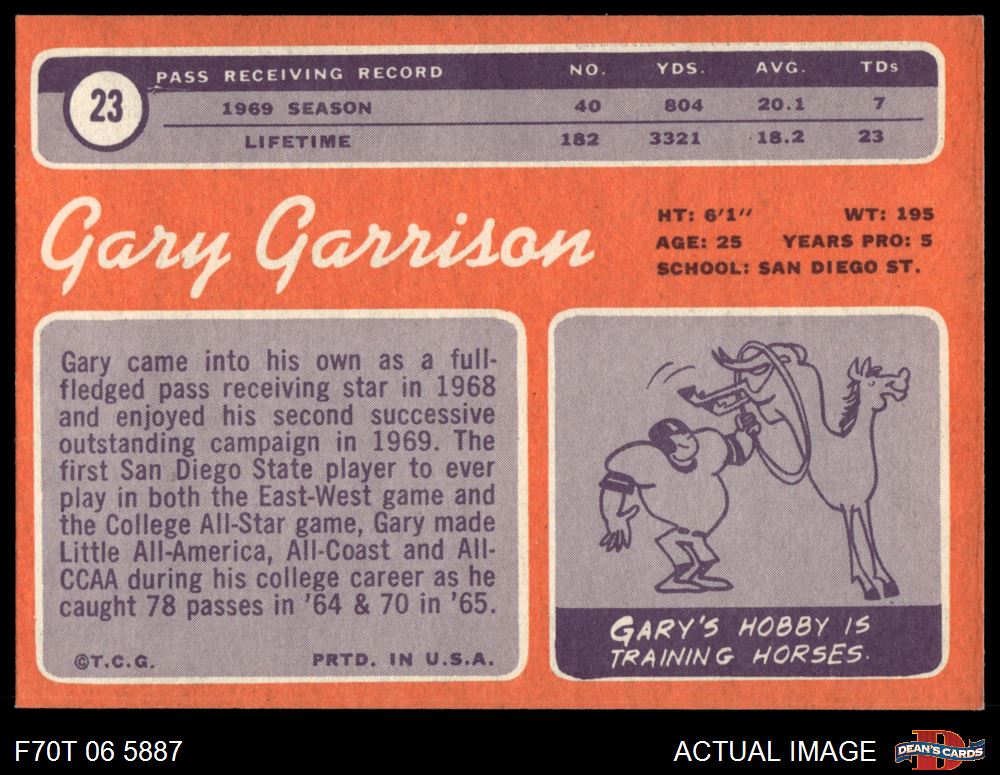 23
PASS RECEIVING RECORD NO. YDS. AVG. TDs
1969 SEASON 40 804 20.1 7
LIFETIME 182 3321 18.2 23
Gary Garrison
HT: 6'1" WT: 195
AGE: 25 YEARS PRO: 5
SCHOOL: SAN DIEGO ST.
Gary came into his own as a full-
fledged pass receiving star in 1968
and enjoyed his second successive
outstanding campaign in 1969. The
first San Diego State player to ever
play in both the East-West game and
the College All-Star game, Gary made
Little All-America, All-Coast and All-
CCAA during his college career as he
caught 78 passes in '64 & 70 in '65.
©T.C.G. PRTD. IN U.S.A.
GARY'S HOBBY IS
TRAINING HORSES.
F70T 06 5887
ACTUAL IMAGE
D
DEAN'S CARDS